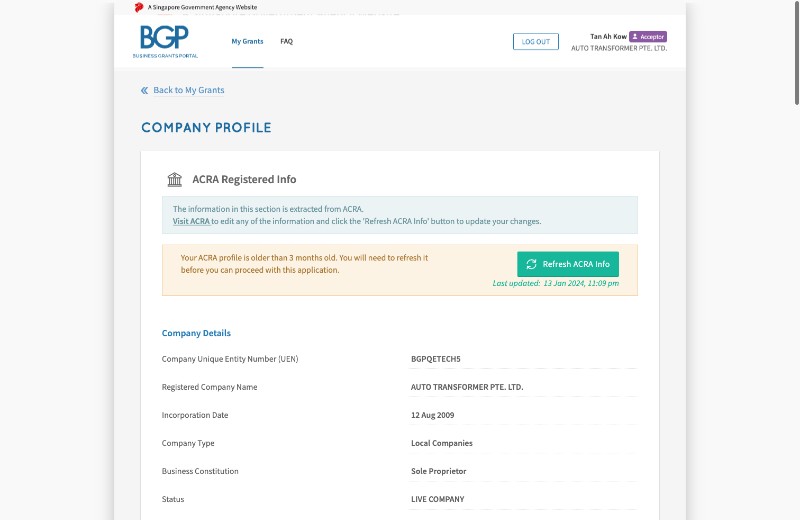 A Singapore Government Agency Website
BGP
BUSINESS GRANTS PORTAL
My Grants
FAQ
LOG OUT
Tan Ah Kow
Acceptor
AUTO TRANSFORMER PTE. LTD.
Back to My Grants
COMPANY PROFILE
ACRA Registered Info
The information in this section is extracted from ACRA.
Visit ACRA to edit any of the information and click the 'Refresh ACRA Info' button to update your changes.
Your ACRA profile is older than 3 months old. You will need to refresh it
before you can proceed with this application.
Refresh ACRA Info
Last updated: 13 Jan 2024, 11:09 pm
Company Details
Company Unique Entity Number (UEN) BGPQETECH5
Registered Company Name AUTO TRANSFORMER PTE. LTD.
Incorporation Date 12 Aug 2009
Company Type Local Companies
Business Constitution Sole Proprietor
Status LIVE COMPANY